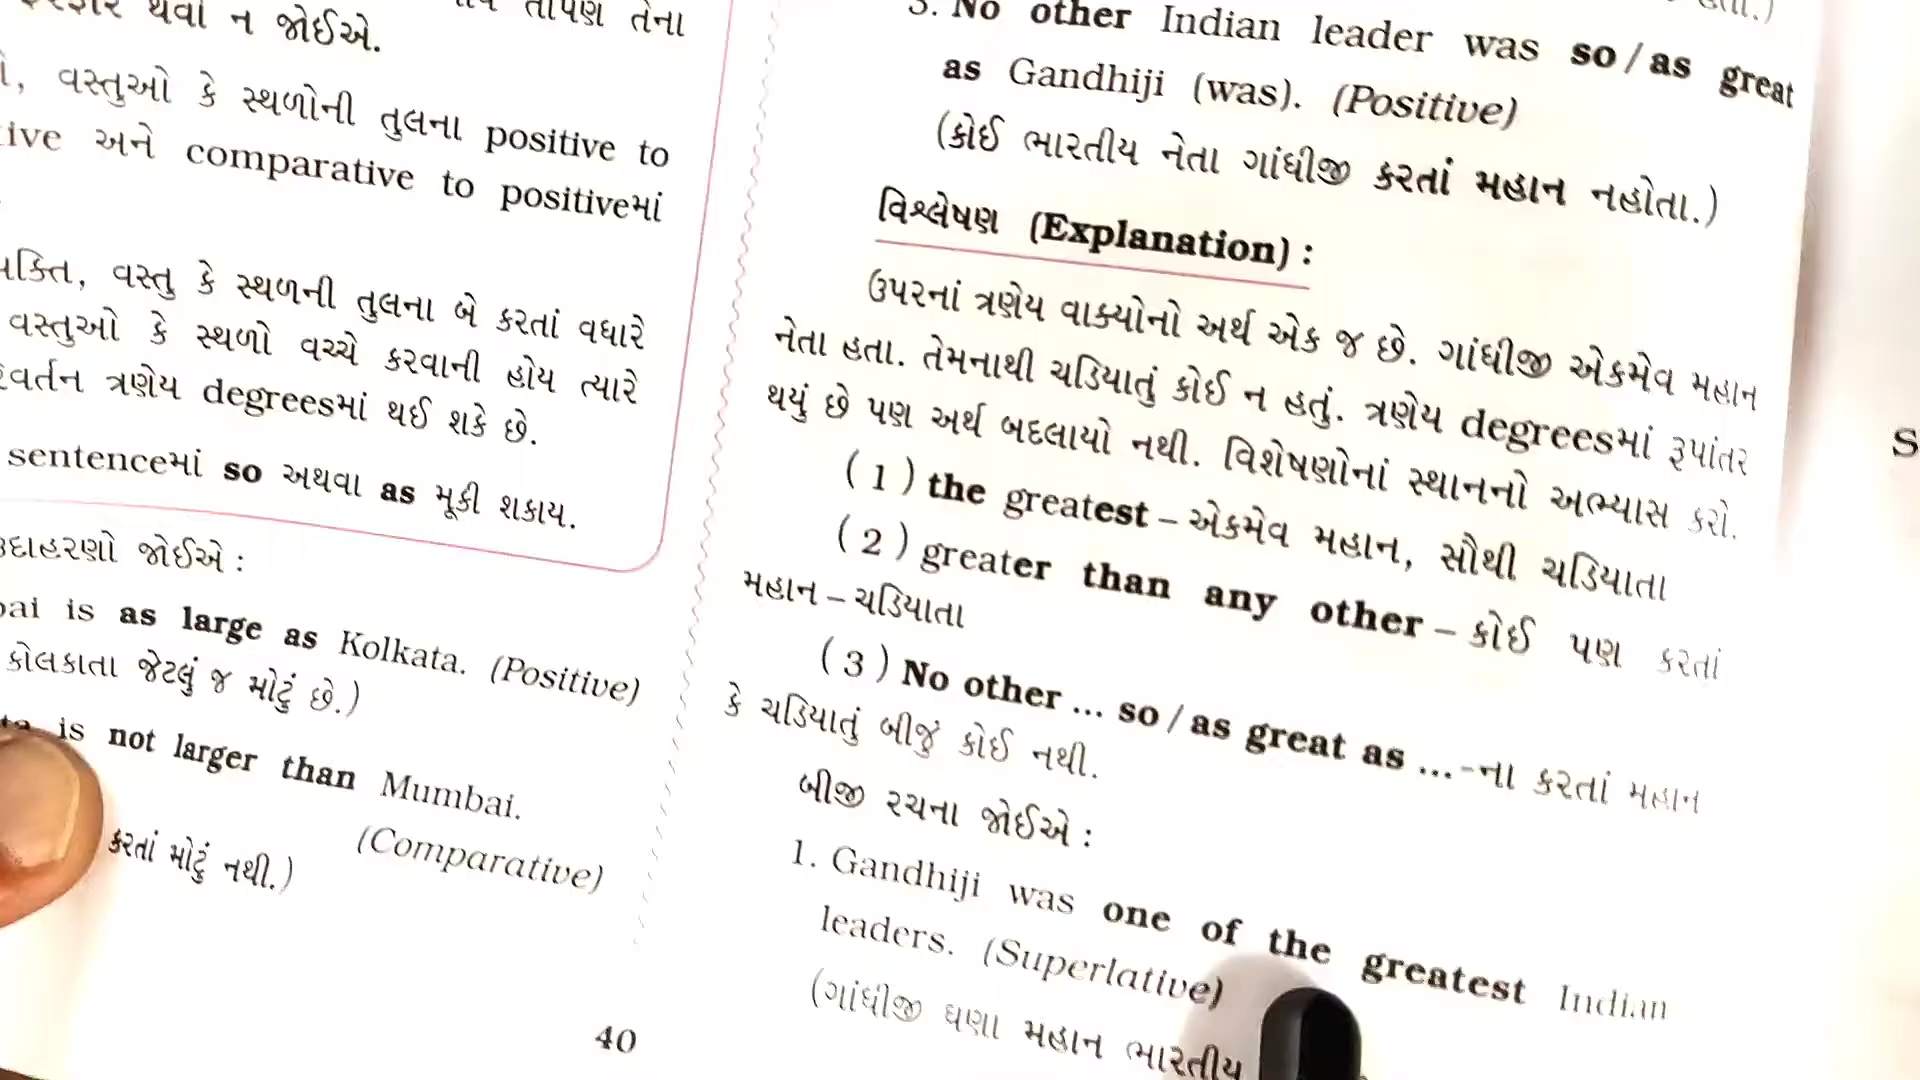 થવા ન જોઈએ.
તોપણ તેના
, વસ્તુઓ કે સ્થળોની તુલના positive to
ive અને comparative to positiveમાં
વસ્તુ કે સ્થળની તુલના બે કરતાં વધારે
વસ્તુઓ કે સ્થળો વચ્ચે કરવાની હોય ત્યારે
ત્રણેય degreesમાં થઈ શકે છે.
sentenceમાં so અથવા as મૂકી શકાય.
ઉદાહરણો જોઈએ :
bai is as large as Kolkata. (Positive)
કોલકાતા જેટલું જ મોટું છે.)
is not larger than Mumbai.
(Comparative)
કરતાં મોટું નથી.)
40
3. No other Indian leader was so / as great
as Gandhiji (was). (Positive)
(કોઈ ભારતીય નેતા ગાંધીજી કરતાં મહાન નહોતા.)
વિશ્લેષણ (Explanation) :
ઉપરનાં ત્રણેય વાક્યોનો અર્થ એક જ છે. ગાંધીજી એકમેવ મહાન
નેતા હતા. તેમનાથી ચડિયાતું કોઈ ન હતું. ત્રણેય degreesમાં રૂપાંતર
થયું છે પણ અર્થ બદલાયો નથી. વિશેષણોનાં સ્થાનનો અભ્યાસ કરો.
( 1 ) the greatest – એકમેવ મહાન, સૌથી ચડિયાતા
( 2 ) greater than any other – કોઈ પણ કરતાં
મહાન – ચડિયાતા
( 3 ) No other ... so / as great as ... -ના કરતાં મહાન
કે ચડિયાતું બીજું કોઈ નથી.
બીજી રચના જોઈએ :
1. Gandhiji was one of the greatest Indian
leaders. (Superlative)
(ગાંધીજી ઘણા મહાન ભારતીય
S